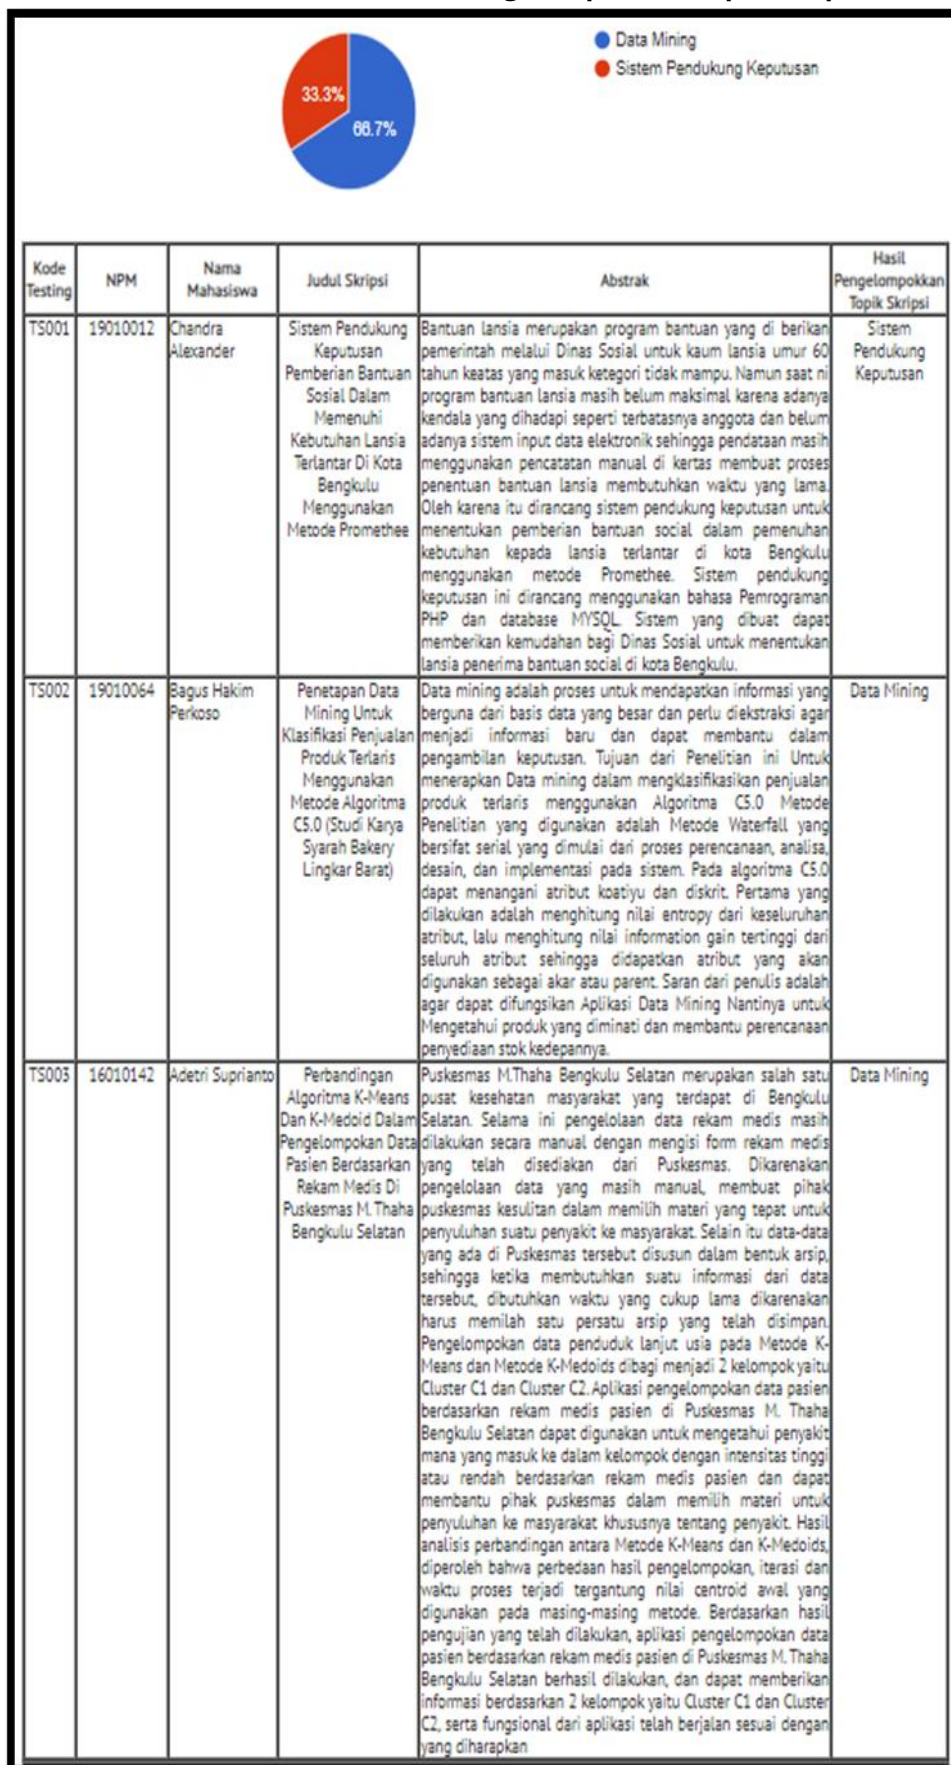 Data Mining
Sistem Pendukung Keputusan
33.3%
66.7%
Kode
Testing
NPM
Nama
Mahasiswa
Judul Skripsi
Abstrak
Hasil
Pengelompokkan
Topik Skripsi
TS001
19010012
Chandra
Alexander
Sistem Pendukung
Keputusan
Pemberian Bantuan
Sosial Dalam
Memenuhi
Kebutuhan Lansia
Terlantar Di Kota
Bengkulu
Menggunakan
Metode Promethee
Bantuan lansia merupakan program bantuan yang di berikan
pemerintah melalui Dinas Sosial untuk kaum lansia umur 60
tahun keatas yang masuk ketegori tidak mampu. Namun saat ni
program bantuan lansia masih belum maksimal karena adanya
kendala yang dihadapi seperti terbatasnya anggota dan belum
adanya sistem input data elektronik sehingga pendataan masih
menggunakan pencatatan manual di kertas membuat proses
penentuan bantuan lansia membutuhkan waktu yang lama.
Oleh karena itu dirancang sistem pendukung keputusan untuk
menentukan pemberian bantuan social dalam pemenuhan
kebutuhan kepada lansia terlantar di kota Bengkulu
menggunakan metode Promethee. Sistem pendukung
keputusan ini dirancang menggunakan bahasa Pemrograman
PHP dan database MYSQL. Sistem yang dibuat dapat
memberikan kemudahan bagi Dinas Sosial untuk menentukan
lansia penerima bantuan social di kota Bengkulu.
Sistem
Pendukung
Keputusan
TS002
19010064
Bagus Hakim
Perkoso
Penetapan Data
Mining Untuk
Klasifikasi Penjualan
Produk Terlaris
Menggunakan
Metode Algoritma
C5.0 (Studi Karya
Syarah Bakery
Lingkar Barat)
Data mining adalah proses untuk mendapatkan informasi yang
berguna dari basis data yang besar dan perlu diekstraksi agar
menjadi informasi baru dan dapat membantu dalam
pengambilan keputusan. Tujuan dari Penelitian ini Untuk
menerapkan Data mining dalam mengklasifikasikan penjualan
produk terlaris menggunakan Algoritma C5.0 Metode
Penelitian yang digunakan adalah Metode Waterfall yang
bersifat serial yang dimulai dari proses perencanaan, analisa,
desain, dan implementasi pada sistem. Pada algoritma C5.0
dapat menangani atribut koatiyu dan diskrit. Pertama yang
dilakukan adalah menghitung nilai entropy dari keseluruhan
atribut, lalu menghitung nilai information gain tertinggi dari
seluruh atribut sehingga didapatkan atribut yang akan
digunakan sebagai akar atau parent. Saran dari penulis adalah
agar dapat difungsikan Aplikasi Data Mining Nantinya untuk
Mengetahui produk yang diminati dan membantu perencanaan
penyediaan stok kedepannya.
Data Mining
TS003
16010142
Adetri Suprianto
Perbandingan
Algoritma K-Means
Dan K-Medoid Dalam
Pengelompokan Data
Pasien Berdasarkan
Rekam Medis Di
Puskesmas M. Thaha
Bengkulu Selatan
Puskesmas M.Thaha Bengkulu Selatan merupakan salah satu
pusat kesehatan masyarakat yang terdapat di Bengkulu
Selatan. Selama ini pengelolaan data rekam medis masih
dilakukan secara manual dengan mengisi form rekam medis
yang telah disediakan dari Puskesmas. Dikarenakan
pengelolaan data yang masih manual, membuat pihak
puskesmas kesulitan dalam memilih materi yang tepat untuk
penyuluhan suatu penyakit ke masyarakat. Selain itu data-data
yang ada di Puskesmas tersebut disusun dalam bentuk arsip,
sehingga ketika membutuhkan suatu informasi dari data
tersebut, dibutuhkan waktu yang cukup lama dikarenakan
harus memilah satu persatu arsip yang telah disimpan.
Pengelompokan data penduduk lanjut usia pada Metode K-
Means dan Metode K-Medoids dibagi menjadi 2 kelompok yaitu
Cluster C1 dan Cluster C2. Aplikasi pengelompokan data pasien
berdasarkan rekam medis pasien di Puskesmas M. Thaha
Bengkulu Selatan dapat digunakan untuk mengetahui penyakit
mana yang masuk ke dalam kelompok dengan intensitas tinggi
atau rendah berdasarkan rekam medis pasien dan dapat
membantu pihak puskesmas dalam memilih materi untuk
penyuluhan ke masyarakat khususnya tentang penyakit. Hasil
analisis perbandingan antara Metode K-Means dan K-Medoids,
diperoleh bahwa perbedaan hasil pengelompokan, iterasi dan
waktu proses terjadi tergantung nilai centroid awal yang
digunakan pada masing-masing metode. Berdasarkan hasil
pengujian yang telah dilakukan, aplikasi pengelompokan data
pasien berdasarkan rekam medis pasien di Puskesmas M. Thaha
Bengkulu Selatan berhasil dilakukan, dan dapat memberikan
informasi berdasarkan 2 kelompok yaitu Cluster C1 dan Cluster
C2, serta fungsional dari aplikasi telah berjalan sesuai dengan
yang diharapkan
Data Mining